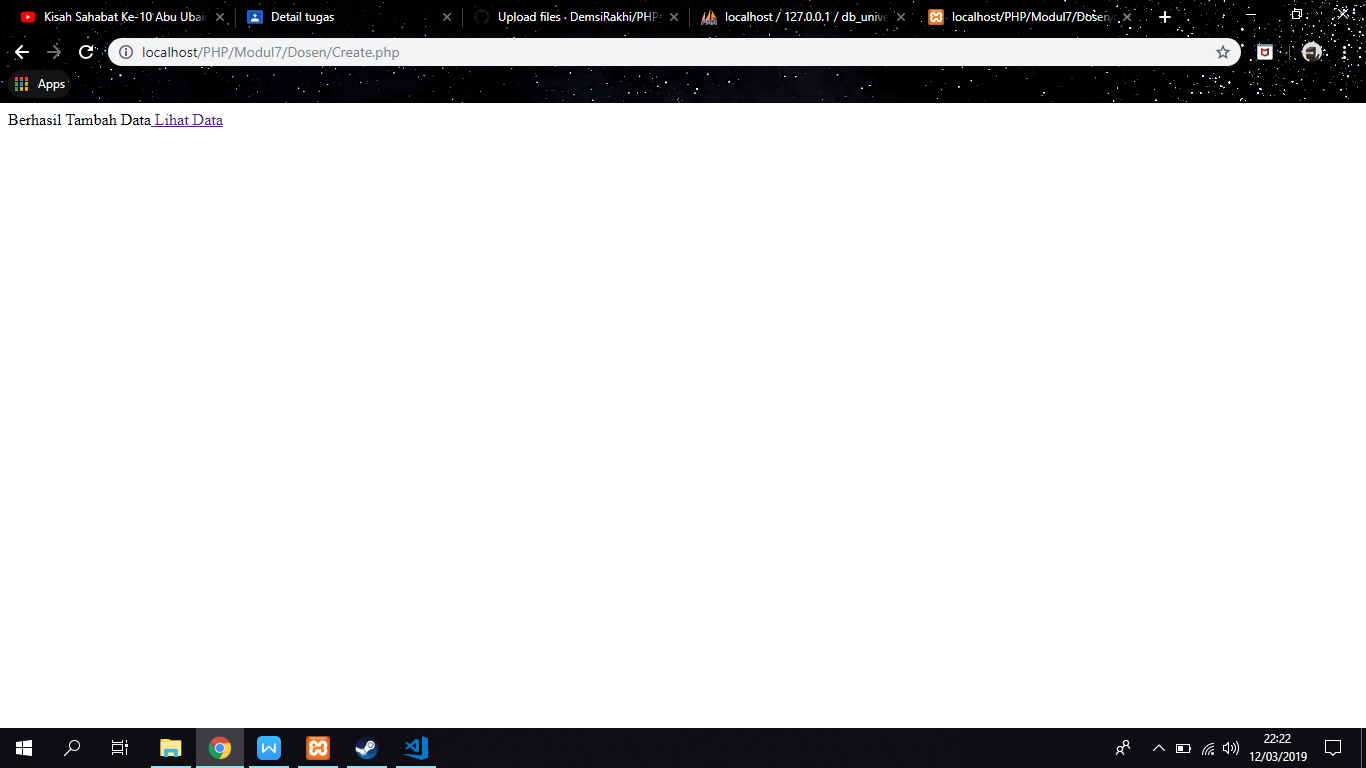 Kisah Sahabat Ke-10 Abu Ubai
Detail tugas
Upload files · DemsiRakhi/PHP
localhost / 127.0.0.1 / db_unive
localhost/PHP/Modul7/Dosen/
localhost/PHP/Modul7/Dosen/Create.php
Apps
Berhasil Tambah Data Lihat Data
22:22
12/03/2019